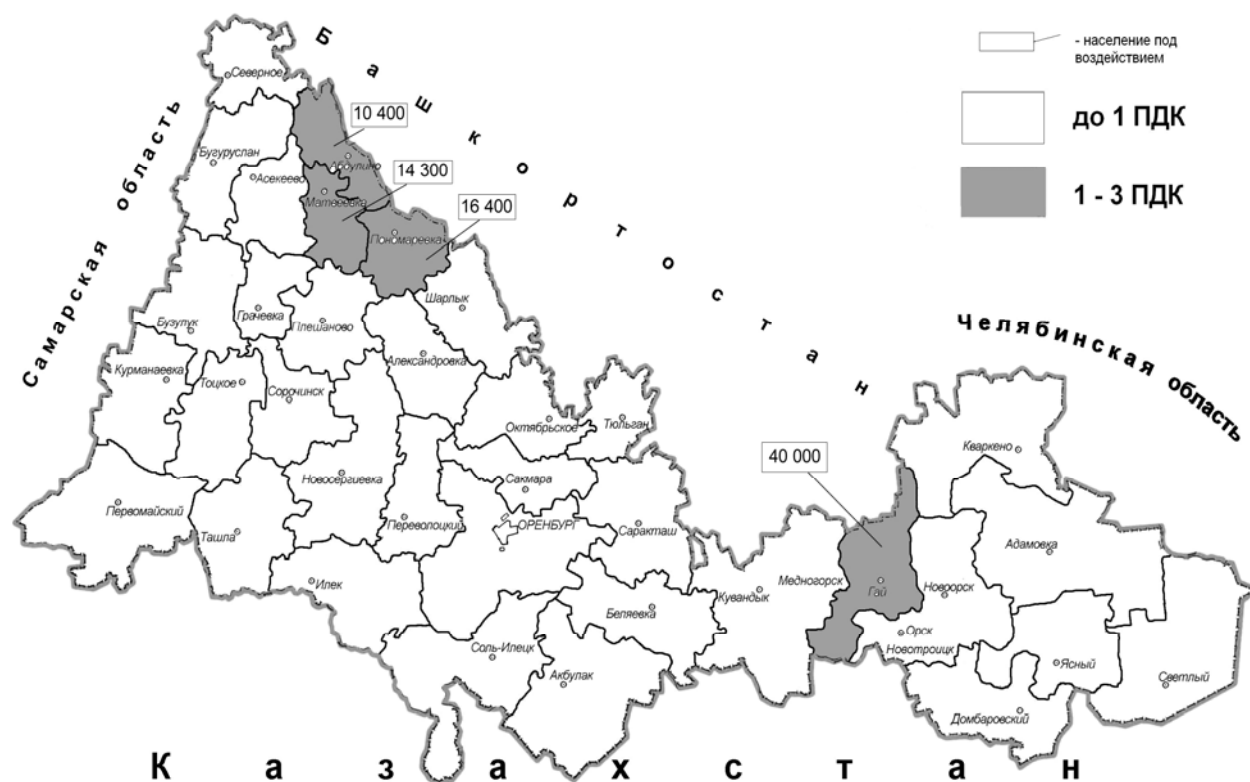 - население под
воздействием
до 1 ПДК
1 - 3 ПДК
Башкортостан
Самарская область
Челябинская область
Казахстан
Северное
10 400
Бугуруслан
Абдулино
Асекеево
14 300
Матвеевка
16 400
Пономаревка
Шарлык
Грачевка
Плешаново
Бузулук
Александровка
Курманаевка
Тоцкое
Сорочинск
Октябрьское
Тюльган
Кваркено
40 000
Новосергиевка
Сакмара
Первомайский
Переволоцкий
ОРЕНБУРГ
Сараксташ
Ташла
Адамовка
Илек
Медногорск
Гай
Новоорск
Кувандык
Беляевка
Орск
Новотроицк
Соль-Илецк
Акбулак
Ясный
Светлый
Домбаровский